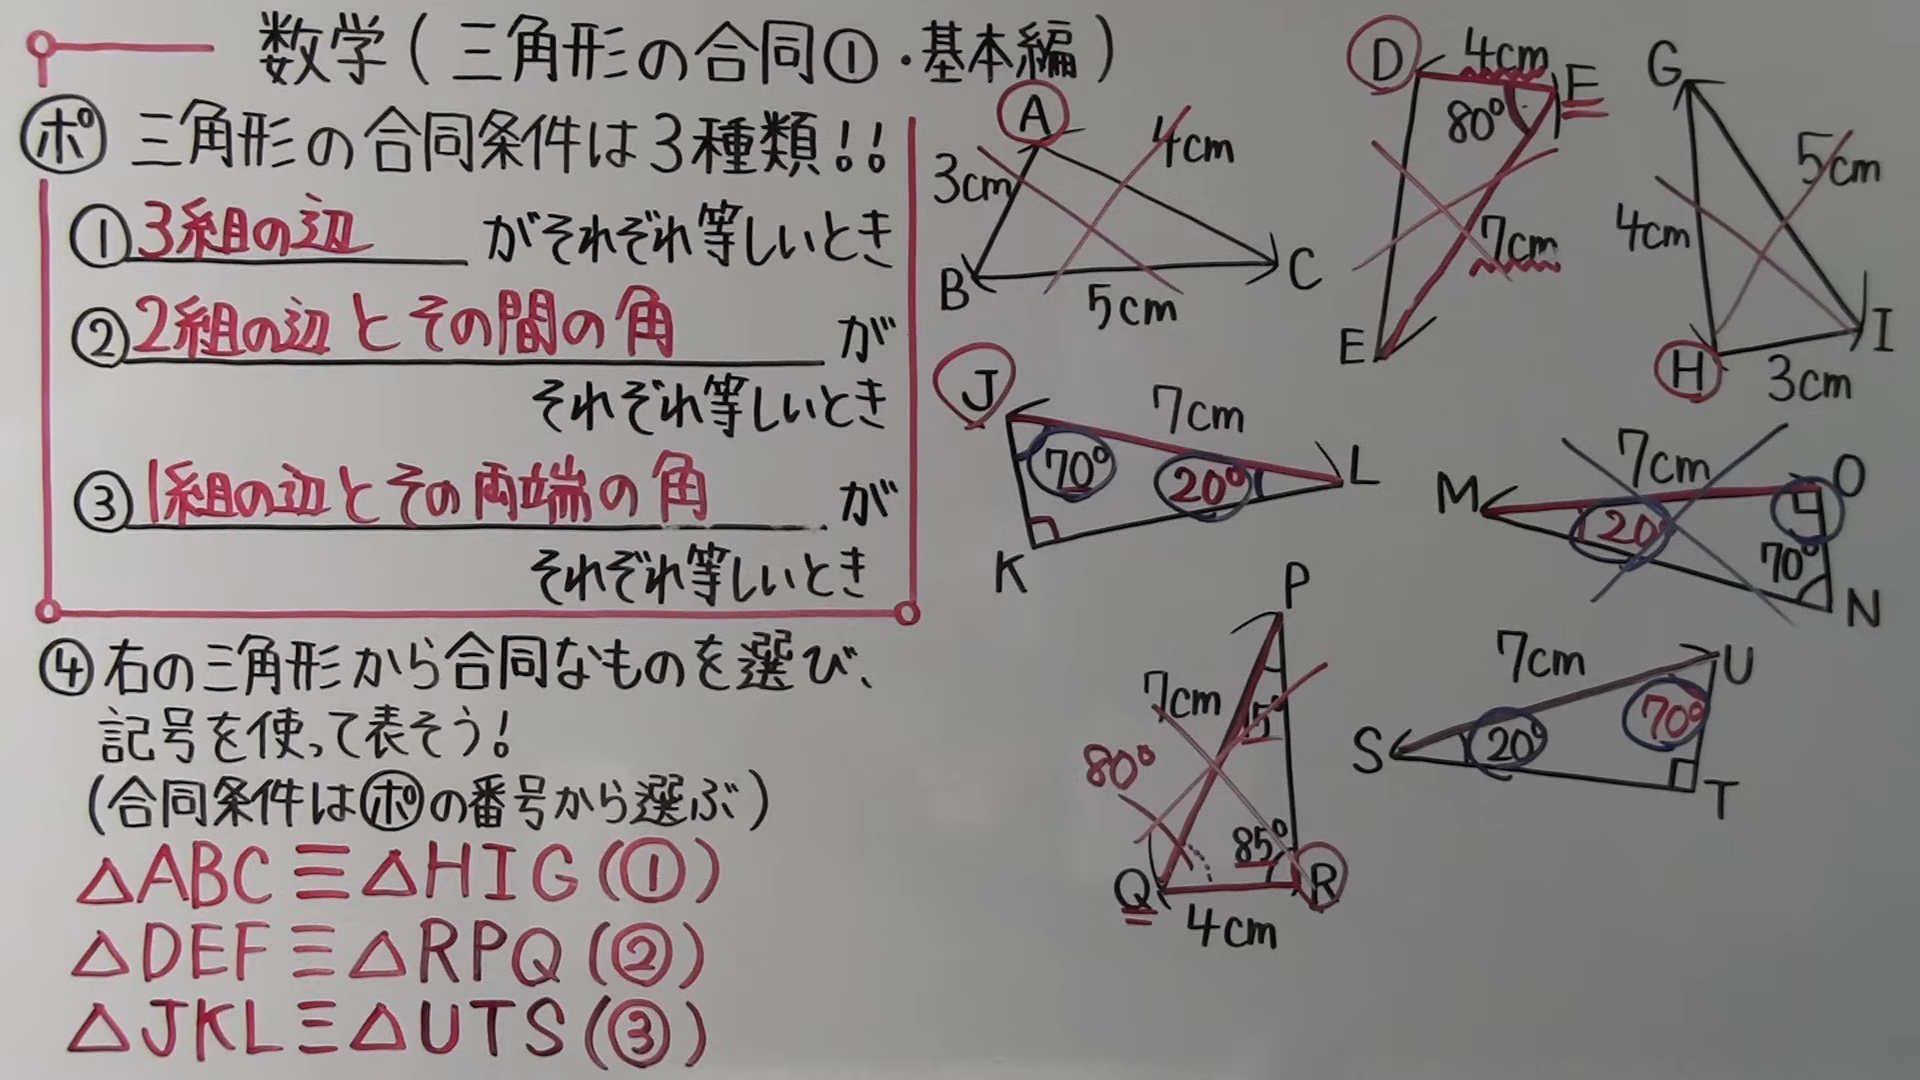 数学(三角形の合同①・基本編)
ポ 三角形の合同条件は3種類!!
① 3組の辺 がそれぞれ等しいとき
② 2組の辺とその間の角 が
それぞれ等しいとき
③ 1組の辺とその両端の角 が
それぞれ等しいとき
④ 右の三角形から合同なものを選び、
記号を使って表そう!
(合同条件はポの番号から選ぶ)
△ABC≡△HIG(①)
△DEF≡△RPQ(②)
△JKL≡△UTS(③)
A
3cm
4cm
B
C
5cm
D
4cm
F
80°
7cm
E
G
5cm
4cm
H
I
3cm
J
7cm
70°
20°
L
K
7cm
M
O
20
70°
N
P
7cm
80°
85°
Q
R
4cm
7cm
U
S
20°
70°
T